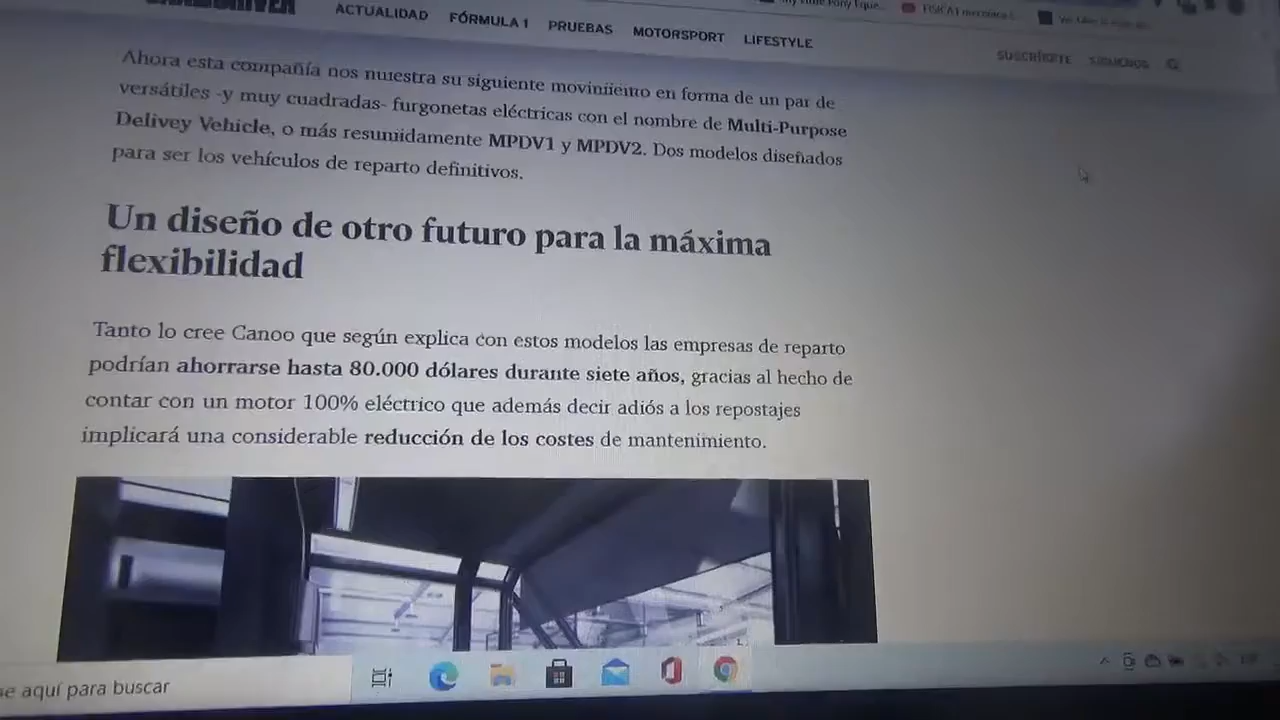 ACTUALIDAD FÓRMULA 1 PRUEBAS MOTORSPORT LIFESTYLE
SUSCRÍBETE SÍGUENOS
Ahora esta compañía nos muestra su siguiente movimiento en forma de un par de
versátiles -y muy cuadradas- furgonetas eléctricas con el nombre de Multi-Purpose
Delivey Vehicle, o más resumidamente MPDV1 y MPDV2. Dos modelos diseñados
para ser los vehículos de reparto definitivos.
Un diseño de otro futuro para la máxima
flexibilidad
Tanto lo cree Canoo que según explica con estos modelos las empresas de reparto
podrían ahorrarse hasta 80.000 dólares durante siete años, gracias al hecho de
contar con un motor 100% eléctrico que además decir adiós a los repostajes
implicará una considerable reducción de los costes de mantenimiento.
aquí para buscar